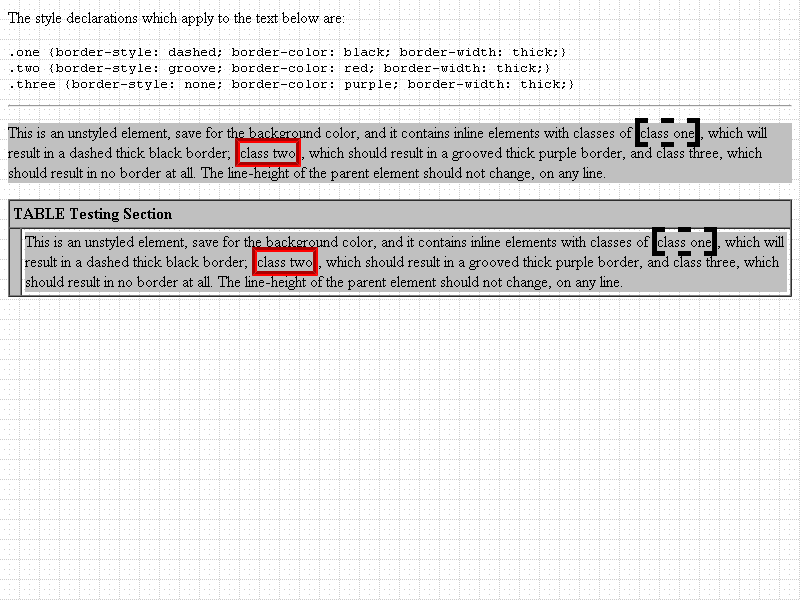 The style declarations which apply to the text below are:
.one {border-style: dashed; border-color: black; border-width: thick;}
.two {border-style: groove; border-color: red; border-width: thick;}
.three {border-style: none; border-color: purple; border-width: thick;}
This is an unstyled element, save for the background color, and it contains inline elements with classes of class one, which will
result in a dashed thick black border; class two, which should result in a grooved thick purple border, and class three, which
should result in no border at all. The line-height of the parent element should not change, on any line.
TABLE Testing Section
This is an unstyled element, save for the background color, and it contains inline elements with classes of class one, which will
result in a dashed thick black border; class two, which should result in a grooved thick purple border, and class three, which
should result in no border at all. The line-height of the parent element should not change, on any line.